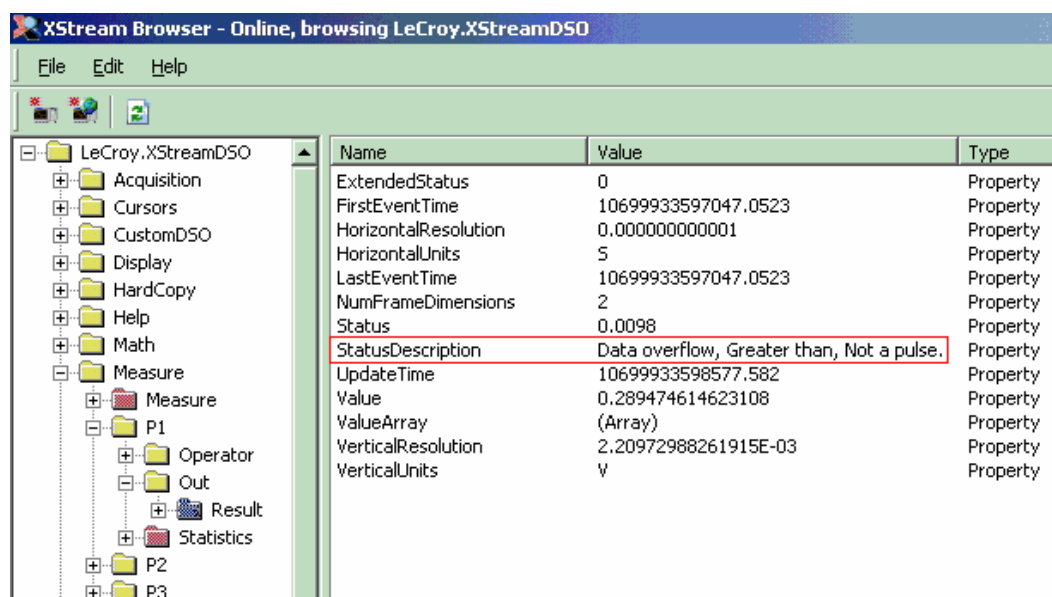 XStream Browser - Online, browsing LeCroy.XStreamDSO
File Edit Help
LeCroy.XStreamDSO
Acquisition
Cursors
CustomDSO
Display
HardCopy
Help
Math
Measure
Measure
P1
Operator
Out
Result
Statistics
P2
P3
Name Value Type
ExtendedStatus 0 Property
FirstEventTime 10699933597047.0523 Property
HorizontalResolution 0.000000000001 Property
HorizontalUnits S Property
LastEventTime 10699933597047.0523 Property
NumFrameDimensions 2 Property
Status 0.0098 Property
StatusDescription Data overflow, Greater than, Not a pulse. Property
UpdateTime 10699933598577.582 Property
Value 0.289474614623108 Property
ValueArray (Array) Property
VerticalResolution 2.20972988261915E-03 Property
VerticalUnits V Property